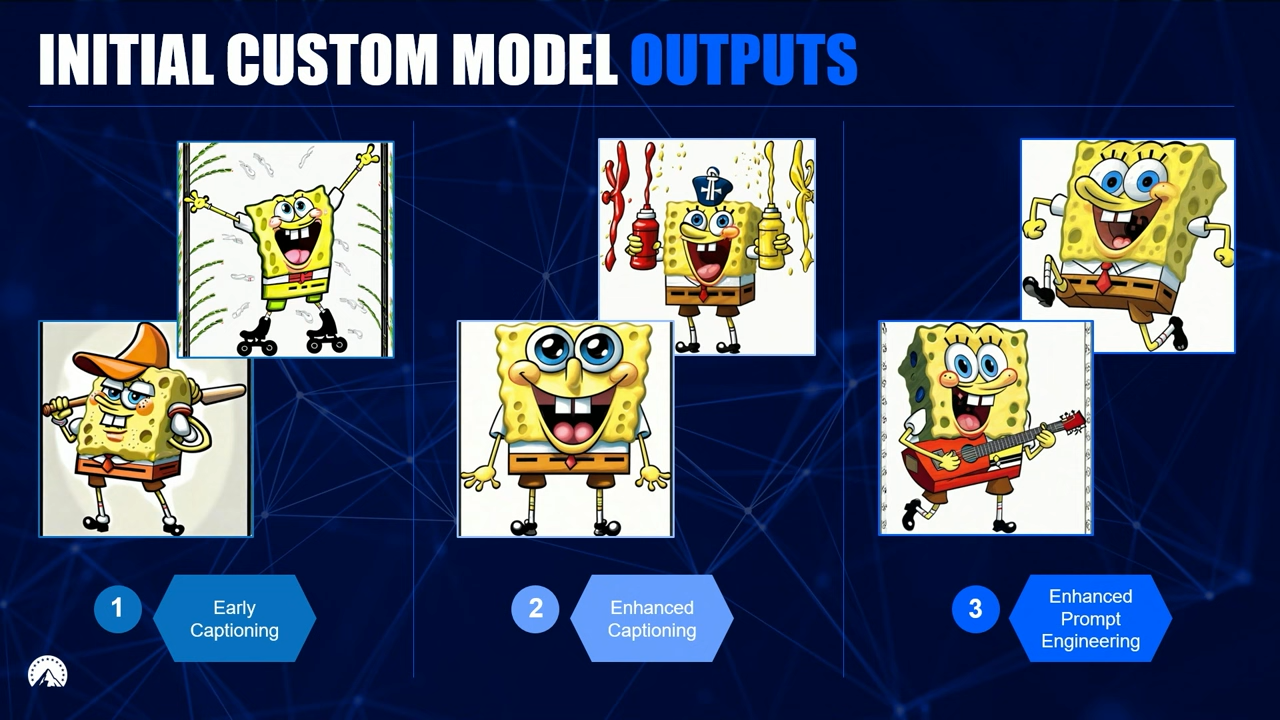 INITIAL CUSTOM MODEL OUTPUTS
1
Early
Captioning
2
Enhanced
Captioning
3
Enhanced
Prompt
Engineering